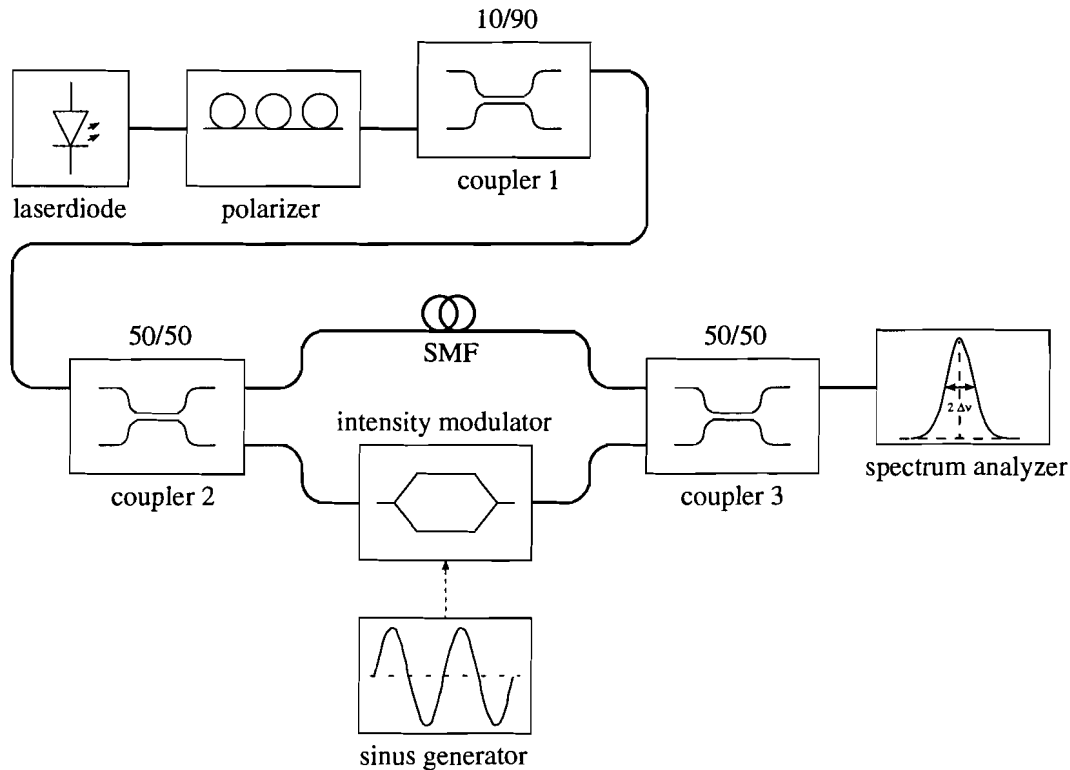 10/90
laserdiode
polarizer
coupler 1
50/50
SMF
50/50
2 Δν
intensity modulator
coupler 2
coupler 3
spectrum analyzer
sinus generator